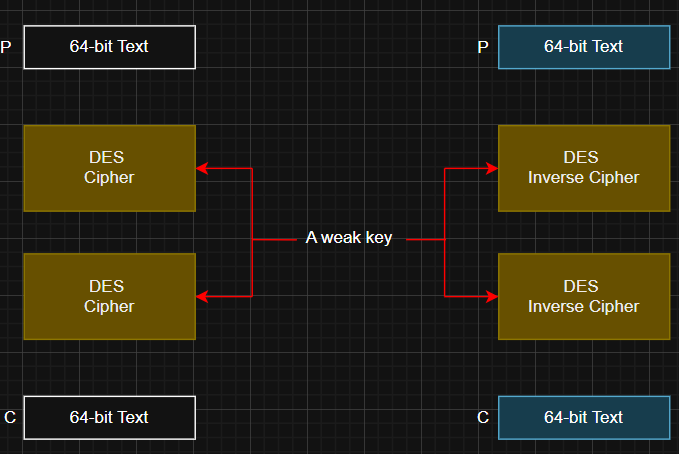 P
64-bit Text
P
64-bit Text
DES
Cipher
DES
Inverse Cipher
A weak key
DES
Cipher
DES
Inverse Cipher
C
64-bit Text
C
64-bit Text